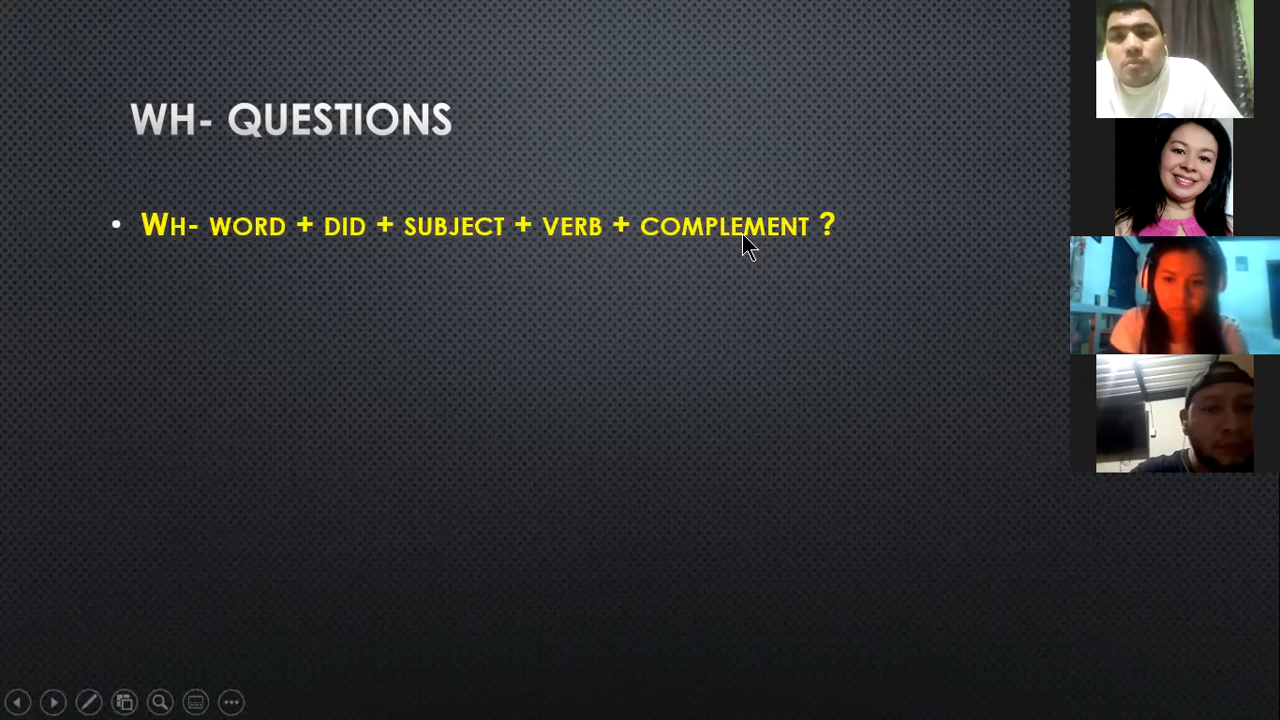 WH- QUESTIONS
• WH- WORD + DID + SUBJECT + VERB + COMPLEMENT ?